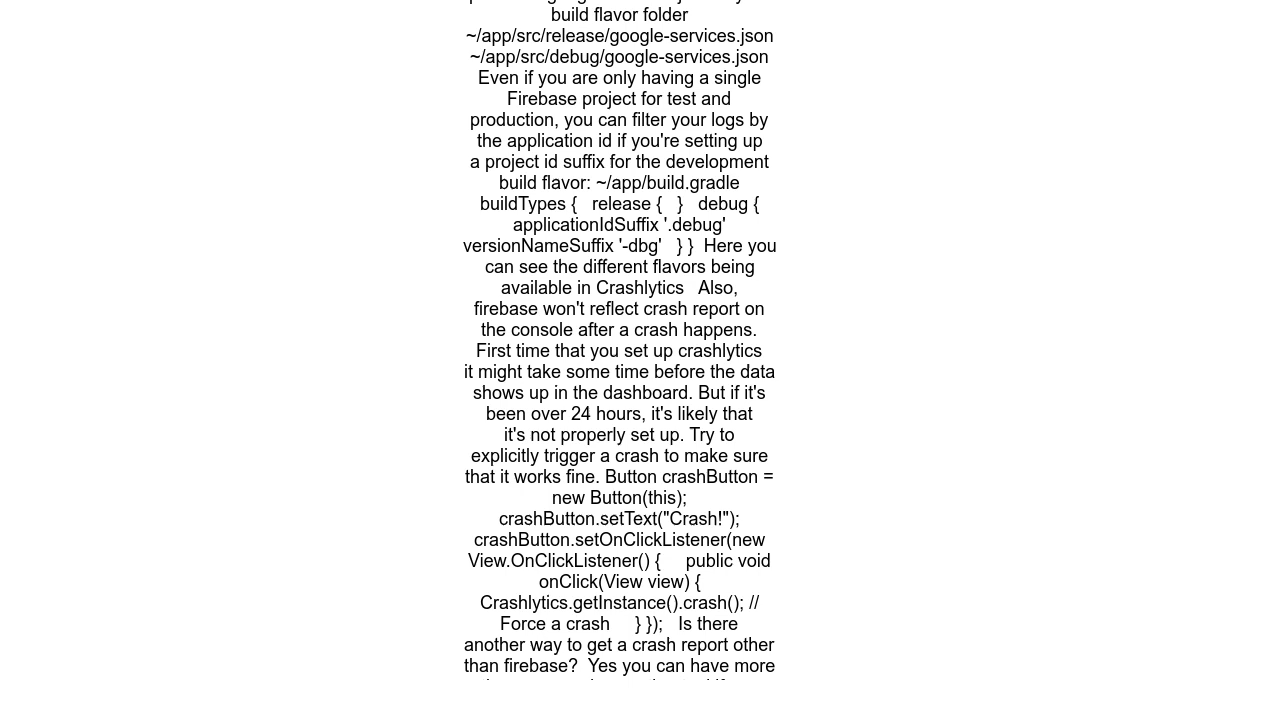 build flavor folder
~/app/src/release/google-services.json
~/app/src/debug/google-services.json
Even if you are only having a single
Firebase project for test and
production, you can filter your logs by
the application id if you're setting up
a project id suffix for the development
build flavor: ~/app/build.gradle
buildTypes {   release {   }   debug {
applicationIdSuffix '.debug'
versionNameSuffix '-dbg'   } }  Here you
can see the different flavors being
available in Crashlytics   Also,
firebase won't reflect crash report on
the console after a crash happens.
First time that you set up crashlytics
it might take some time before the data
shows up in the dashboard. But if it's
been over 24 hours, it's likely that
it's not properly set up. Try to
explicitly trigger a crash to make sure
that it works fine. Button crashButton =
new Button(this);
crashButton.setText("Crash!");
crashButton.setOnClickListener(new
View.OnClickListener() {     public void
onClick(View view) {
Crashlytics.getInstance().crash(); //
Force a crash     } });   Is there
another way to get a crash report other
than firebase?  Yes you can have more